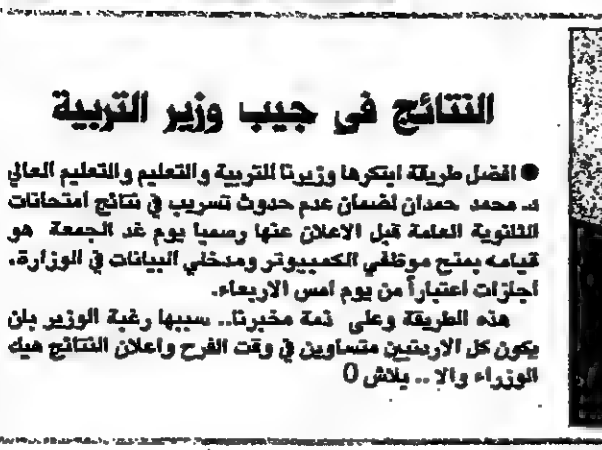 النتائج في جيب وزير التربية
● افضل طريقة ابتكرها وزيرنا للتربية والتعليم والتعليم العالي
د. محمد حمدان لضمان عدم حدوث تسريب في نتائج امتحانات
الثانوية العامة قبل الاعلان عنها رسميا يوم غد الجمعة هو
قيامه بمنح موظفي الكمبيوتر ومدخلي البيانات في الوزارة،
اجازات اعتباراً من يوم امس الاربعاء.
هذه الطريقة وعلى ذمة مخبرنا.. سببها رغبة الوزير بان
يكون كل الاردنيين متساوين في وقت الفرح واعلان النتائج هيك
الوزراء والا .. بلاش 0